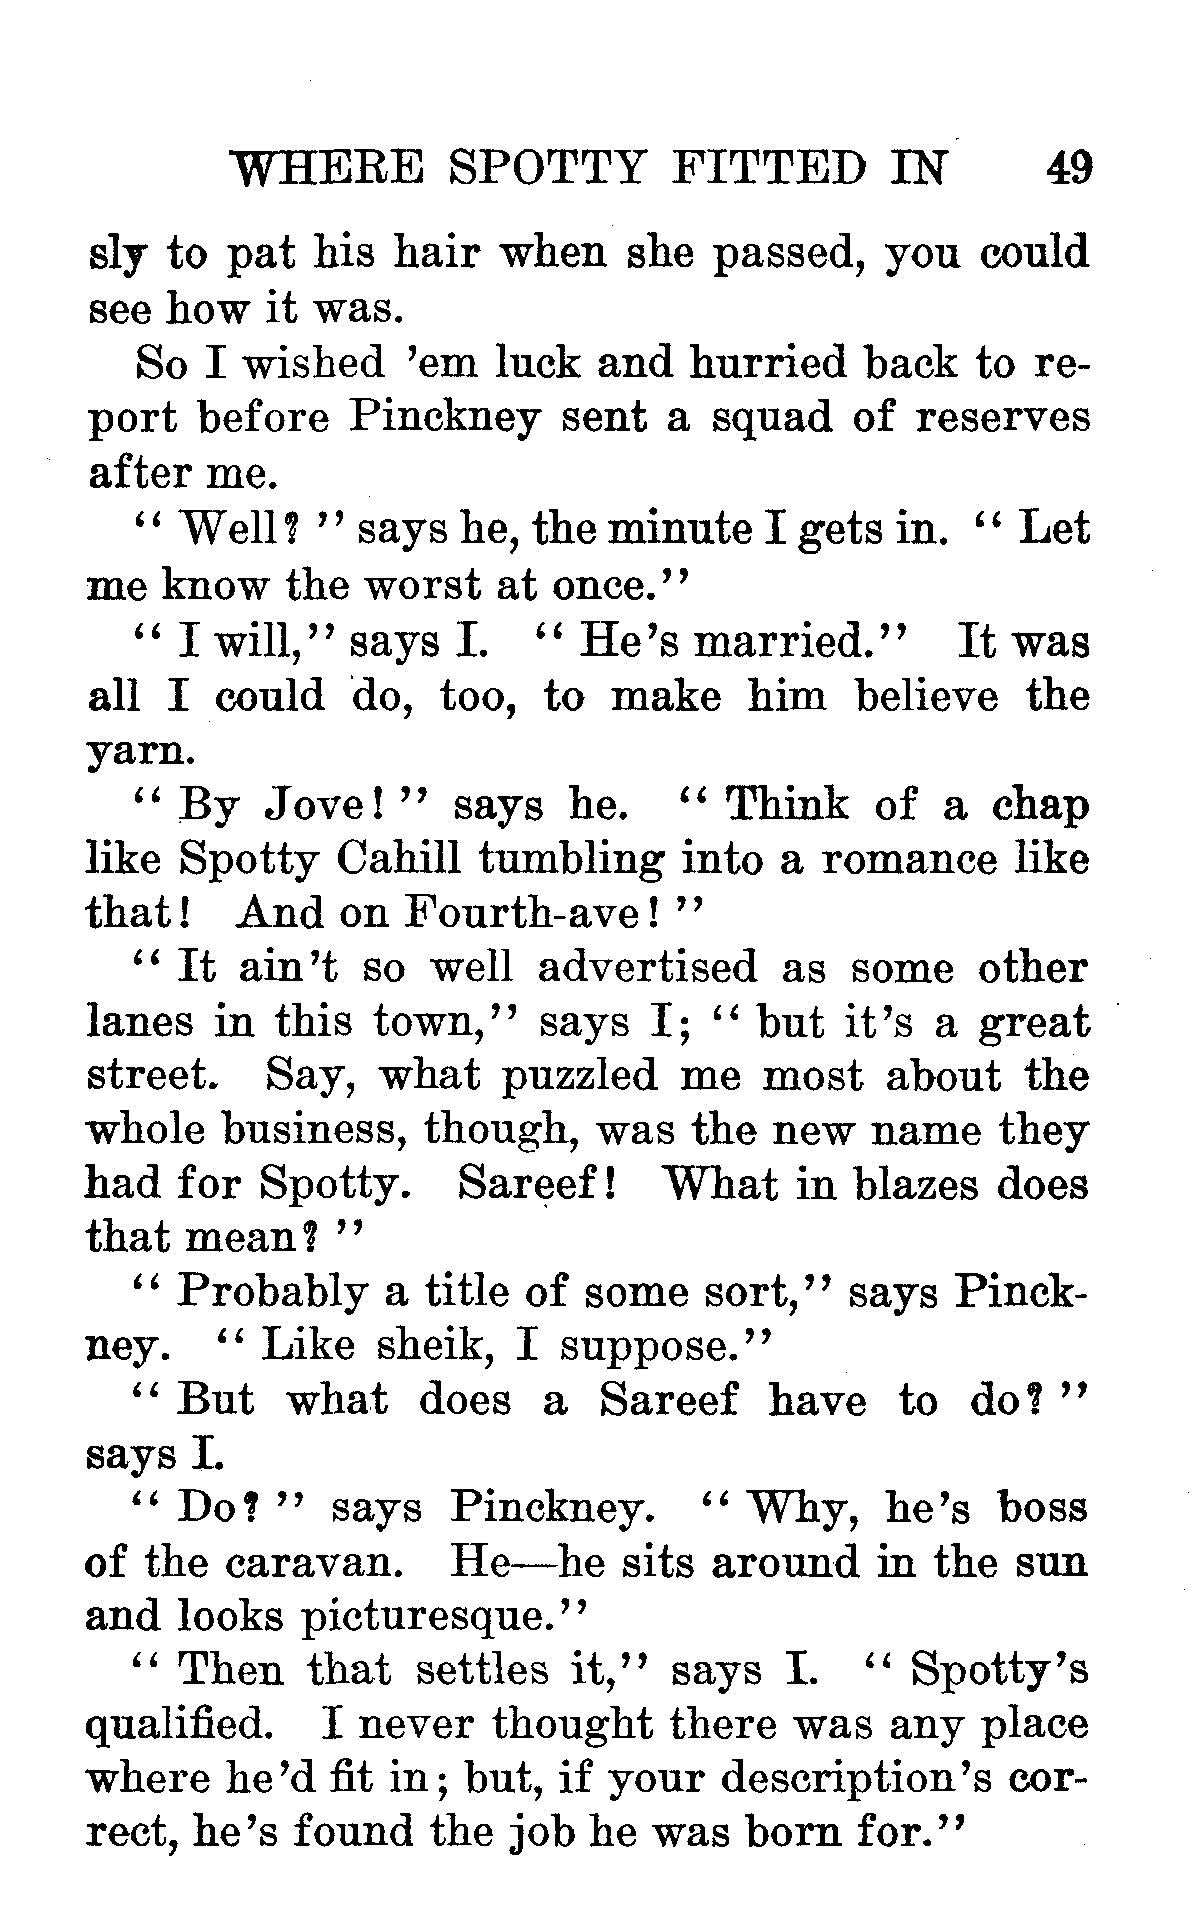 WHERE SPOTTY FITTED IN 49
sly to pat his hair when she passed, you could
see how it was.
So I wished 'em luck and hurried back to re-
port before Pinckney sent a squad of reserves
after me.
" Well? " says he, the minute I gets in. " Let
me know the worst at once."
" I will," says I. " He's married." It was
all I could do, too, to make him believe the
yarn.
" By Jove! " says he. " Think of a chap
like Spotty Cahill tumbling into a romance like
that! And on Fourth-ave! "
" It ain't so well advertised as some other
lanes in this town," says I; " but it's a great
street. Say, what puzzled me most about the
whole business, though, was the new name they
had for Spotty. Sareef! What in blazes does
that mean? "
" Probably a title of some sort," says Pinck-
ney. " Like sheik, I suppose."
" But what does a Sareef have to do? "
says I.
" Do? " says Pinckney. " Why, he's boss
of the caravan. He—he sits around in the sun
and looks picturesque."
" Then that settles it," says I. " Spotty's
qualified. I never thought there was any place
where he'd fit in; but, if your description's cor-
rect, he's found the job he was born for."